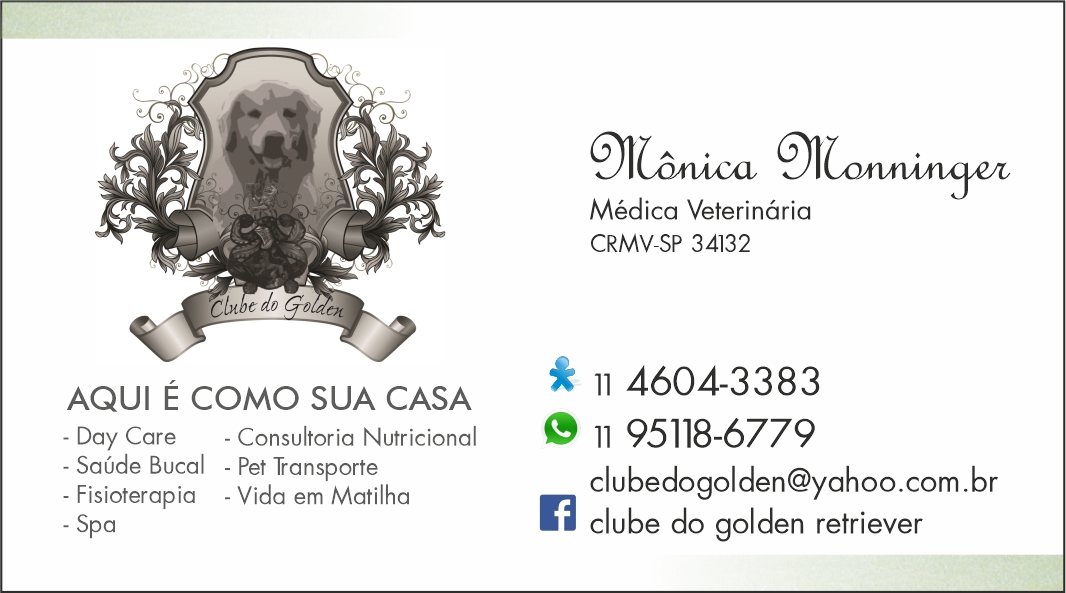 Clube do Golden
AQUI É COMO SUA CASA
- Day Care
- Saúde Bucal
- Fisioterapia
- Spa
- Consultoria Nutricional
- Pet Transporte
- Vida em Matilha
Mônica Monninger
Médica Veterinária
CRMV-SP 34132
11 4604-3383
11 95118-6779
clubedogolden@yahoo.com.br
clube do golden retriever